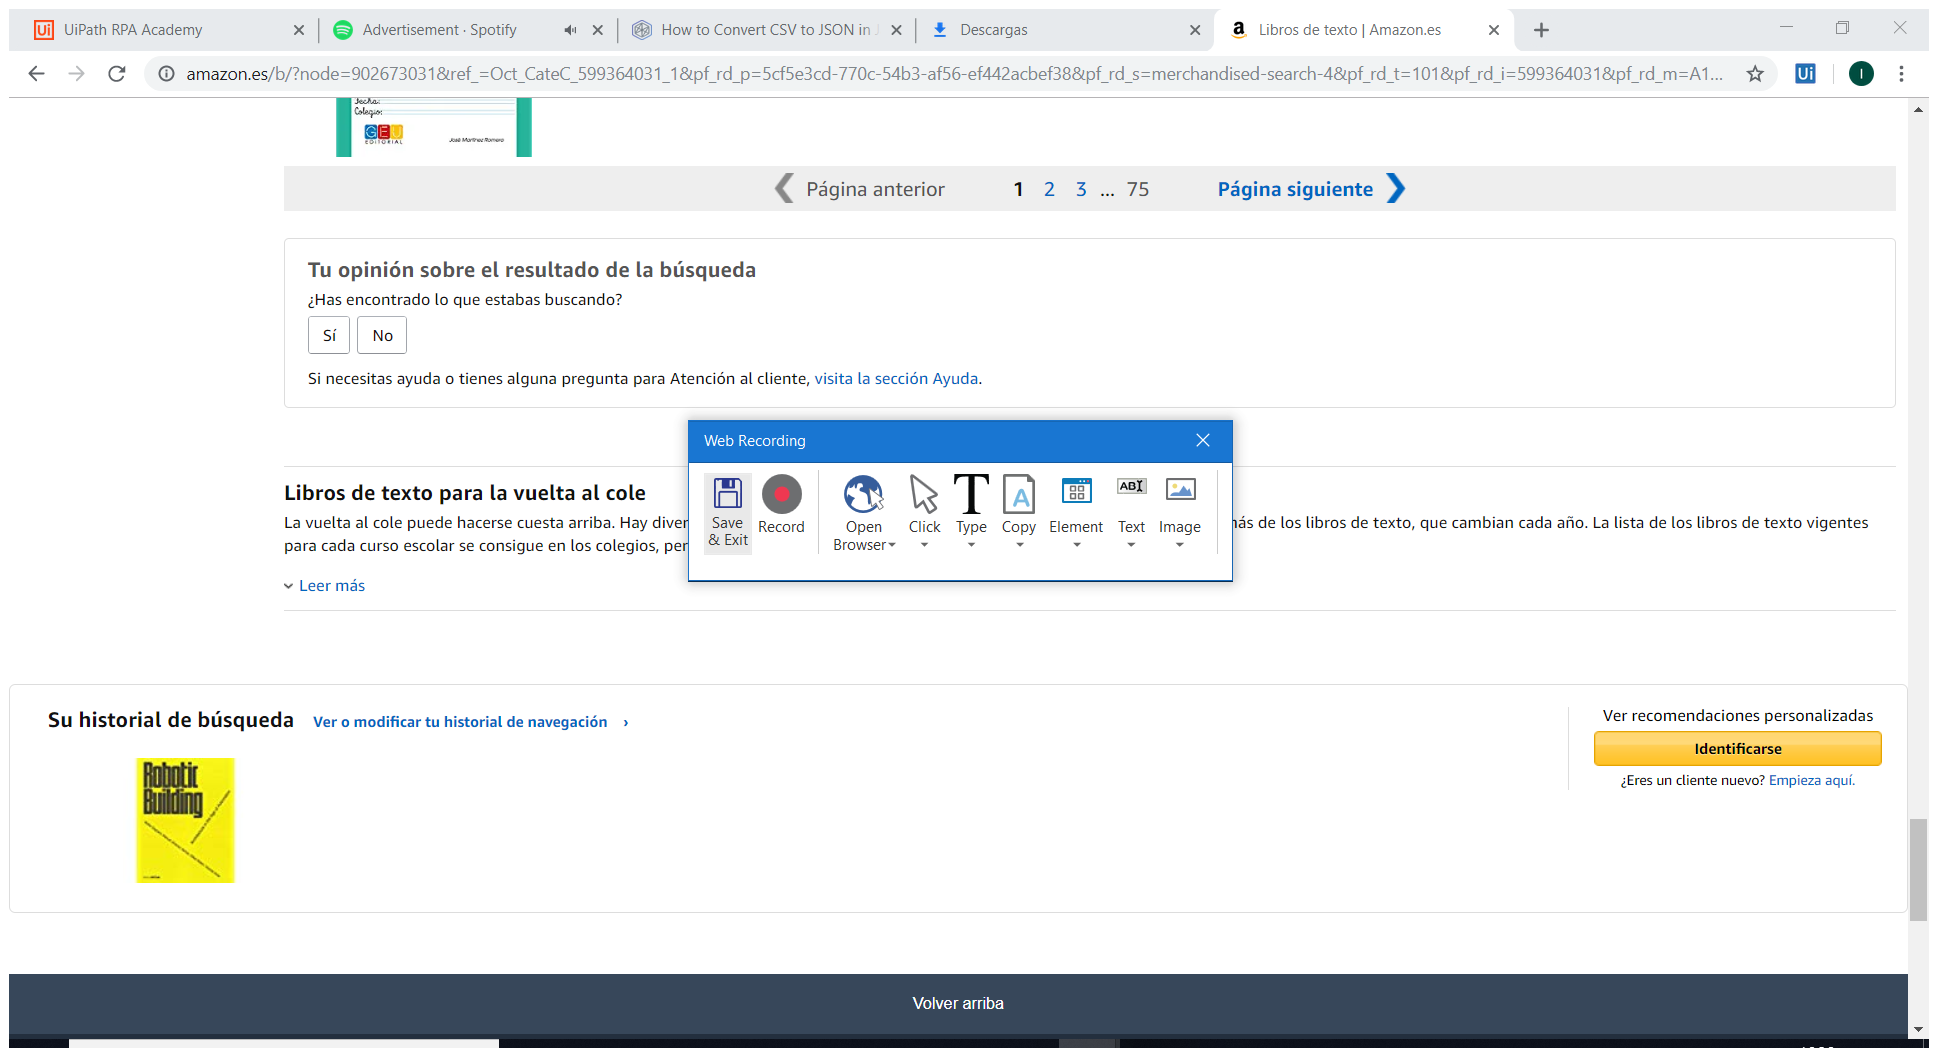 UiPath RPA Academy
Advertisement · Spotify
How to Convert CSV to JSON in J
Descargas
Libros de texto | Amazon.es
amazon.es/b/?node=902673031&ref_=Oct_CateC_599364031_1&pf_rd_p=5cf5e3cd-770c-54b3-af56-ef442acbef38&pf_rd_s=merchandised-search-4&pf_rd_t=101&pf_rd_i=599364031&pf_rd_m=A1...
Ui
I
Fecha:
Colegio:
GEU
EDITORIAL
José Martínez Romero
Página anterior 1 2 3 ... 75 Página siguiente
Tu opinión sobre el resultado de la búsqueda
¿Has encontrado lo que estabas buscando?
Sí No
Si necesitas ayuda o tienes alguna pregunta para Atención al cliente, visita la sección Ayuda.
Web Recording
Save & Exit
Record
Open Browser
Click
Type
Copy
Element
Text
Image
Libros de texto para la vuelta al cole
La vuelta al cole puede hacerse cuesta arriba. Hay diver
ás de los libros de texto, que cambian cada año. La lista de los libros de texto vigentes
para cada curso escolar se consigue en los colegios, per
Leer más
Su historial de búsqueda Ver o modificar tu historial de navegación ›
Robotic
Building
Ver recomendaciones personalizadas
Identificarse
¿Eres un cliente nuevo? Empieza aquí.
Volver arriba